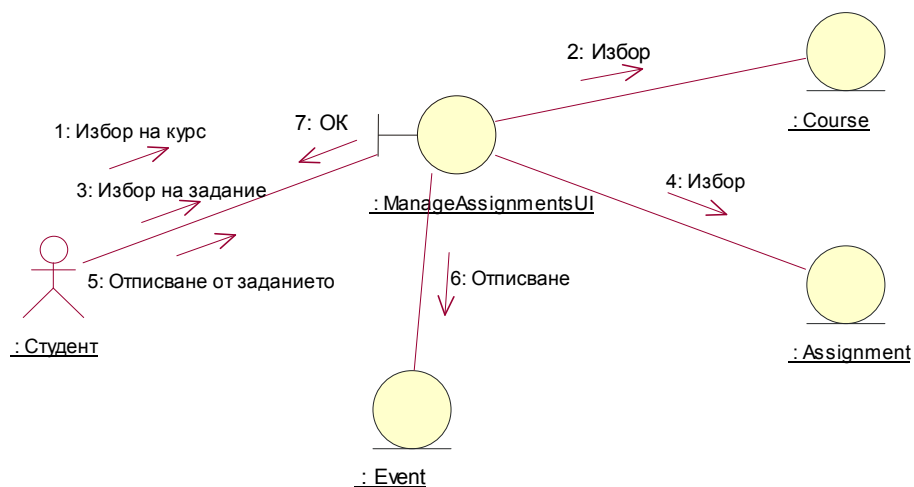 2: Избор
: Course
1: Избор на курс
7: ОК
3: Избор на задание
: ManageAssignmentsUI
4: Избор
5: Отписване от заданието
6: Отписване
: Студент
: Assignment
: Event